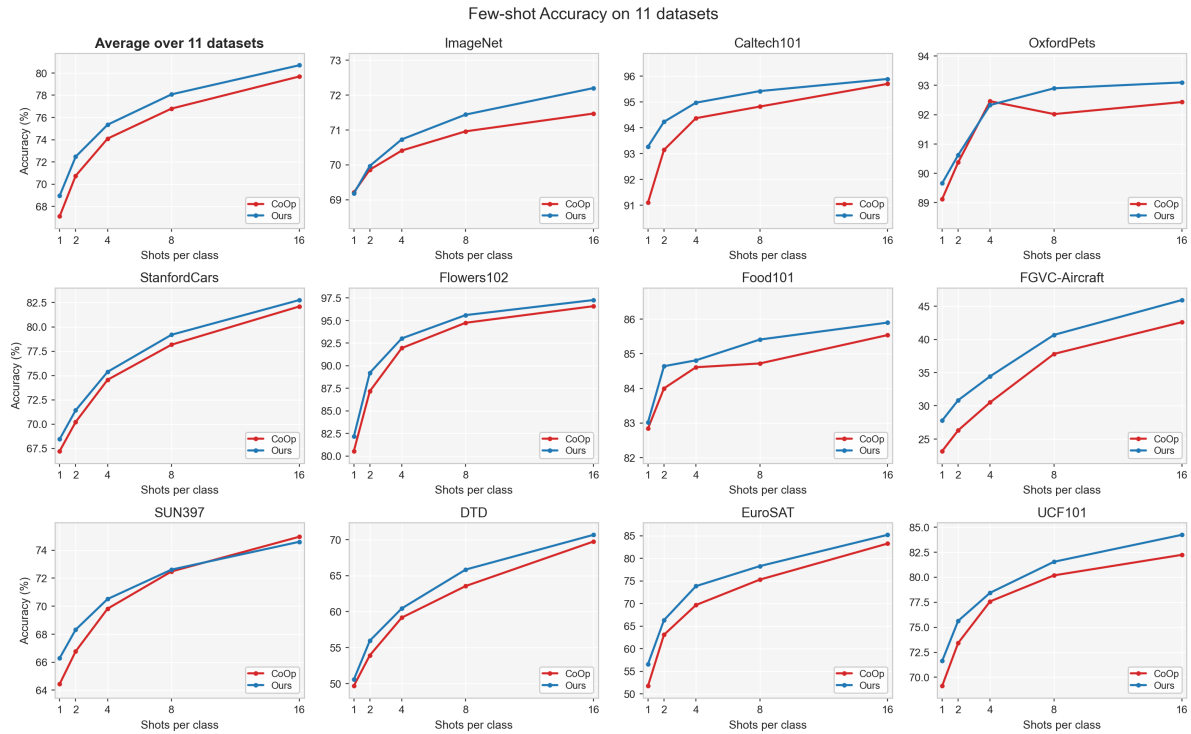 Few-shot Accuracy on 11 datasets
Average over 11 datasets
80
78
76
74
72
70
68
Accuracy (%)
CoOp
Ours
1 2 4 8 16
Shots per class
ImageNet
73
72
71
70
69
CoOp
Ours
1 2 4 8 16
Shots per class
Caltech101
96
95
94
93
92
91
CoOp
Ours
1 2 4 8 16
Shots per class
OxfordPets
94
93
92
91
90
89
CoOp
Ours
1 2 4 8 16
Shots per class
StanfordCars
82.5
80.0
77.5
75.0
72.5
70.0
67.5
Accuracy (%)
CoOp
Ours
1 2 4 8 16
Shots per class
Flowers102
97.5
95.0
92.5
90.0
87.5
85.0
82.5
80.0
CoOp
Ours
1 2 4 8 16
Shots per class
Food101
86
85
84
83
82
CoOp
Ours
1 2 4 8 16
Shots per class
FGVC-Aircraft
45
40
35
30
25
CoOp
Ours
1 2 4 8 16
Shots per class
SUN397
74
72
70
68
66
64
Accuracy (%)
CoOp
Ours
1 2 4 8 16
Shots per class
DTD
70
65
60
55
50
CoOp
Ours
1 2 4 8 16
Shots per class
EuroSAT
85
80
75
70
65
60
55
50
CoOp
Ours
1 2 4 8 16
Shots per class
UCF101
85.0
82.5
80.0
77.5
75.0
72.5
70.0
CoOp
Ours
1 2 4 8 16
Shots per class